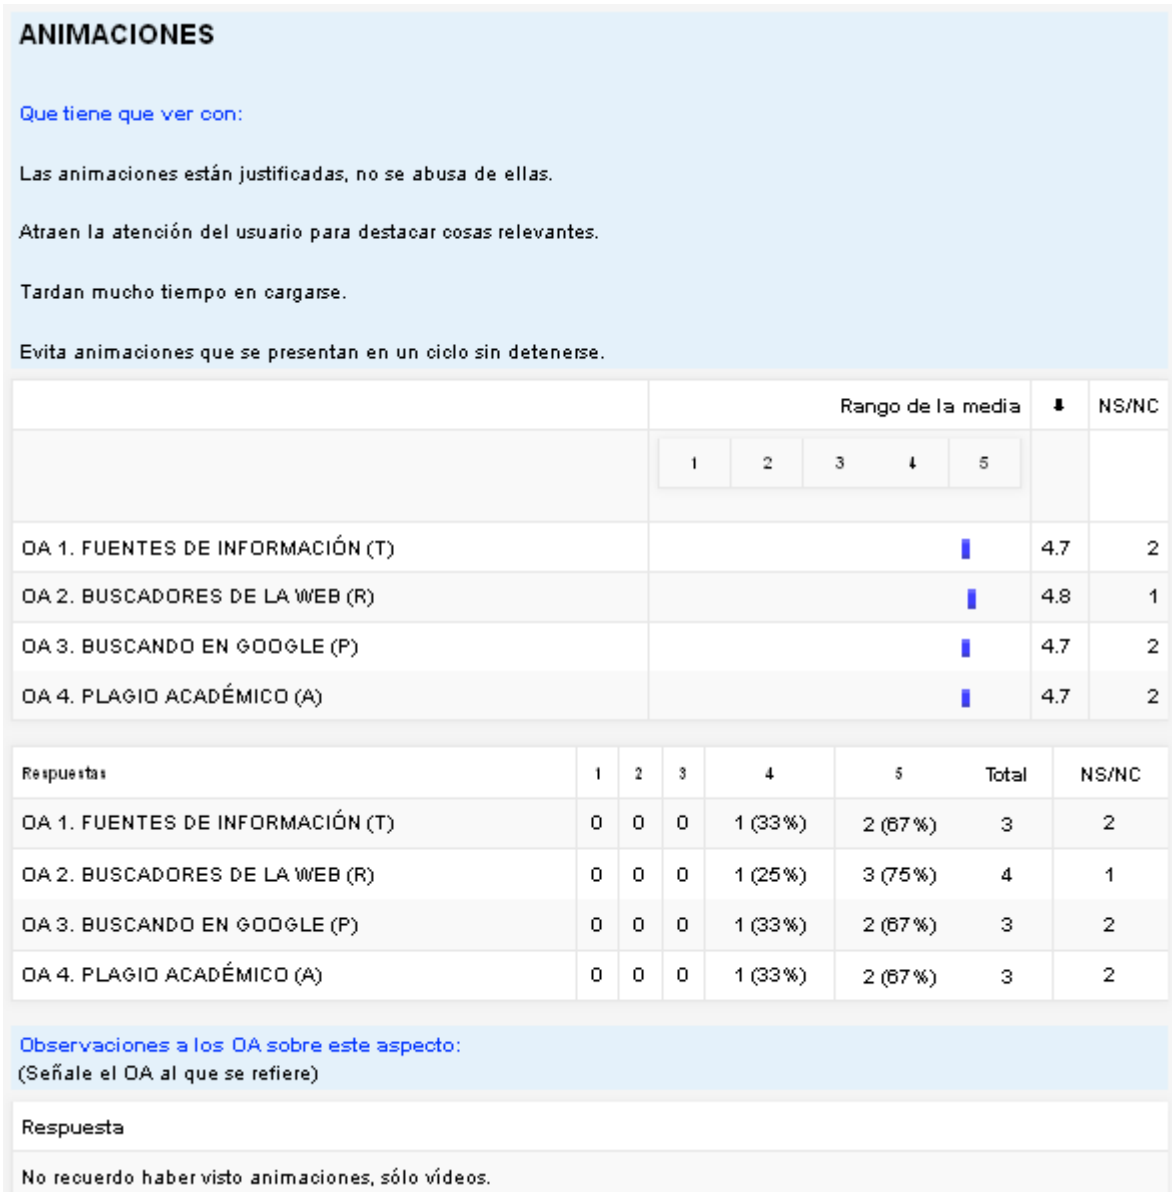 ANIMACIONES
Que tiene que ver con:
Las animaciones están justificadas, no se abusa de ellas.
Atraen la atención del usuario para destacar cosas relevantes.
Tardan mucho tiempo en cargarse.
Evita animaciones que se presentan en un ciclo sin detenerse.
Rango de la media ⬇ NS/NC
1 2 3 4 5
OA 1. FUENTES DE INFORMACIÓN (T) 4.7 2
OA 2. BUSCADORES DE LA WEB (R) 4.8 1
OA 3. BUSCANDO EN GOOGLE (P) 4.7 2
OA 4. PLAGIO ACADÉMICO (A) 4.7 2
Respuestas 1 2 3 4 5 Total NS/NC
OA 1. FUENTES DE INFORMACIÓN (T) 0 0 0 1 (33%) 2 (67%) 3 2
OA 2. BUSCADORES DE LA WEB (R) 0 0 0 1 (25%) 3 (75%) 4 1
OA 3. BUSCANDO EN GOOGLE (P) 0 0 0 1 (33%) 2 (67%) 3 2
OA 4. PLAGIO ACADÉMICO (A) 0 0 0 1 (33%) 2 (67%) 3 2
Observaciones a los OA sobre este aspecto:
(Señale el OA al que se refiere)
Respuesta
No recuerdo haber visto animaciones, sólo vídeos.